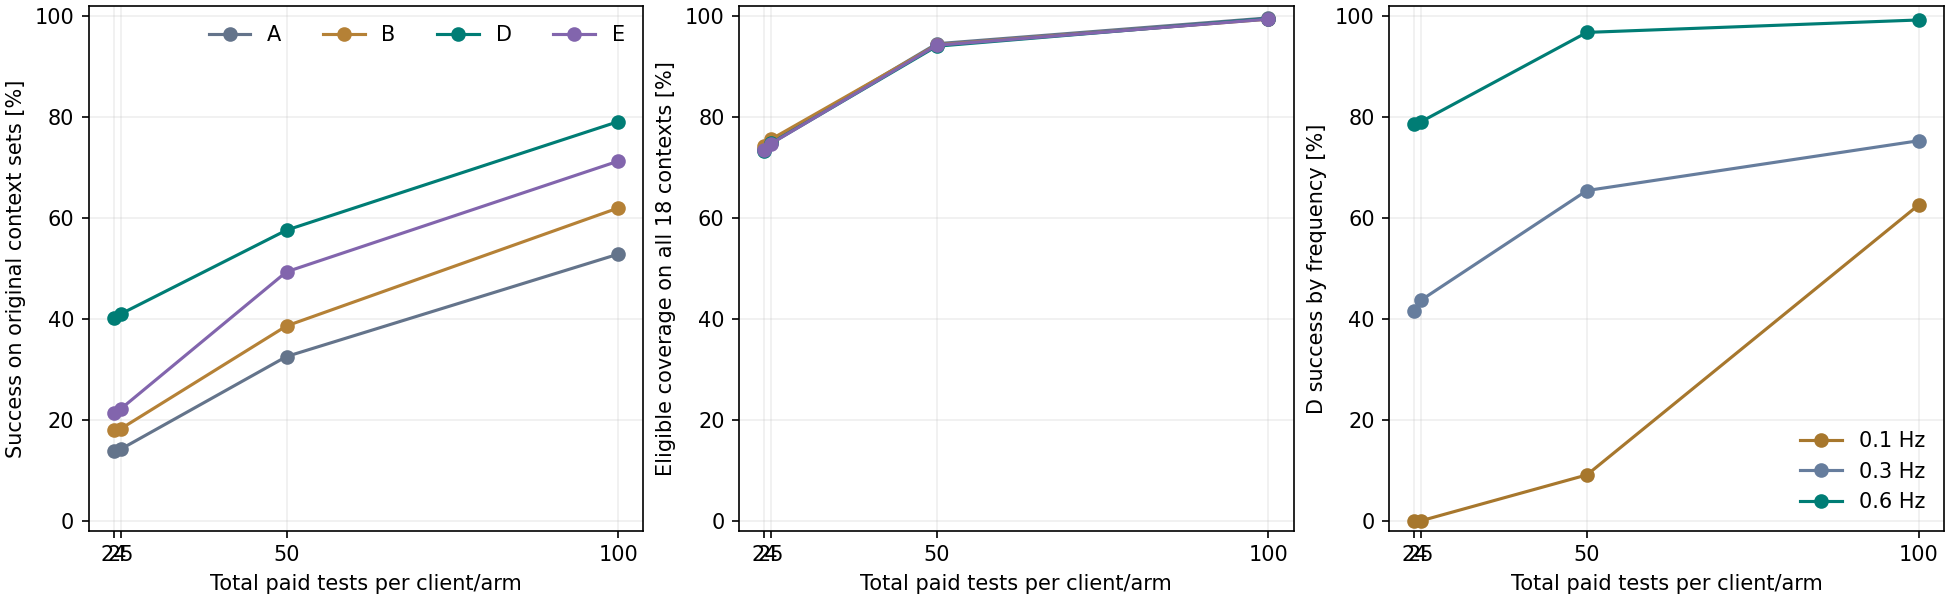 Success on original context sets [%]
100
80
60
40
20
0
A B D E
24 25 50 100
Total paid tests per client/arm
Eligible coverage on all 18 contexts [%]
100
80
60
40
20
0
24 25 50 100
Total paid tests per client/arm
D success by frequency [%]
100
80
60
40
20
0
0.1 Hz
0.3 Hz
0.6 Hz
24 25 50 100
Total paid tests per client/arm